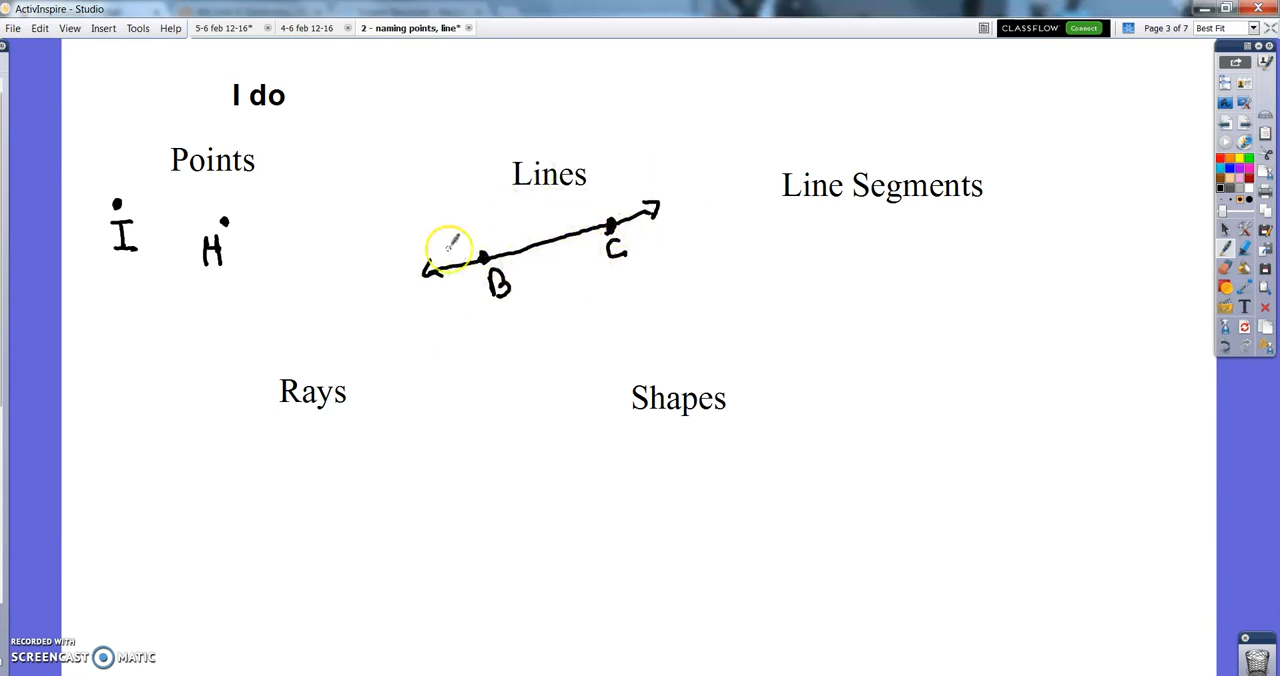 ActivInspire - Studio
File Edit View Insert Tools Help
5-6 feb 12-16*
4-6 feb 12-16
2 - naming points, line*
CLASSFLOW Connect
Page 3 of 7
Best Fit
I do
Points
Lines
Line Segments
I
H
B
C
Rays
Shapes
RECORDED WITH
SCREENCAST MATIC